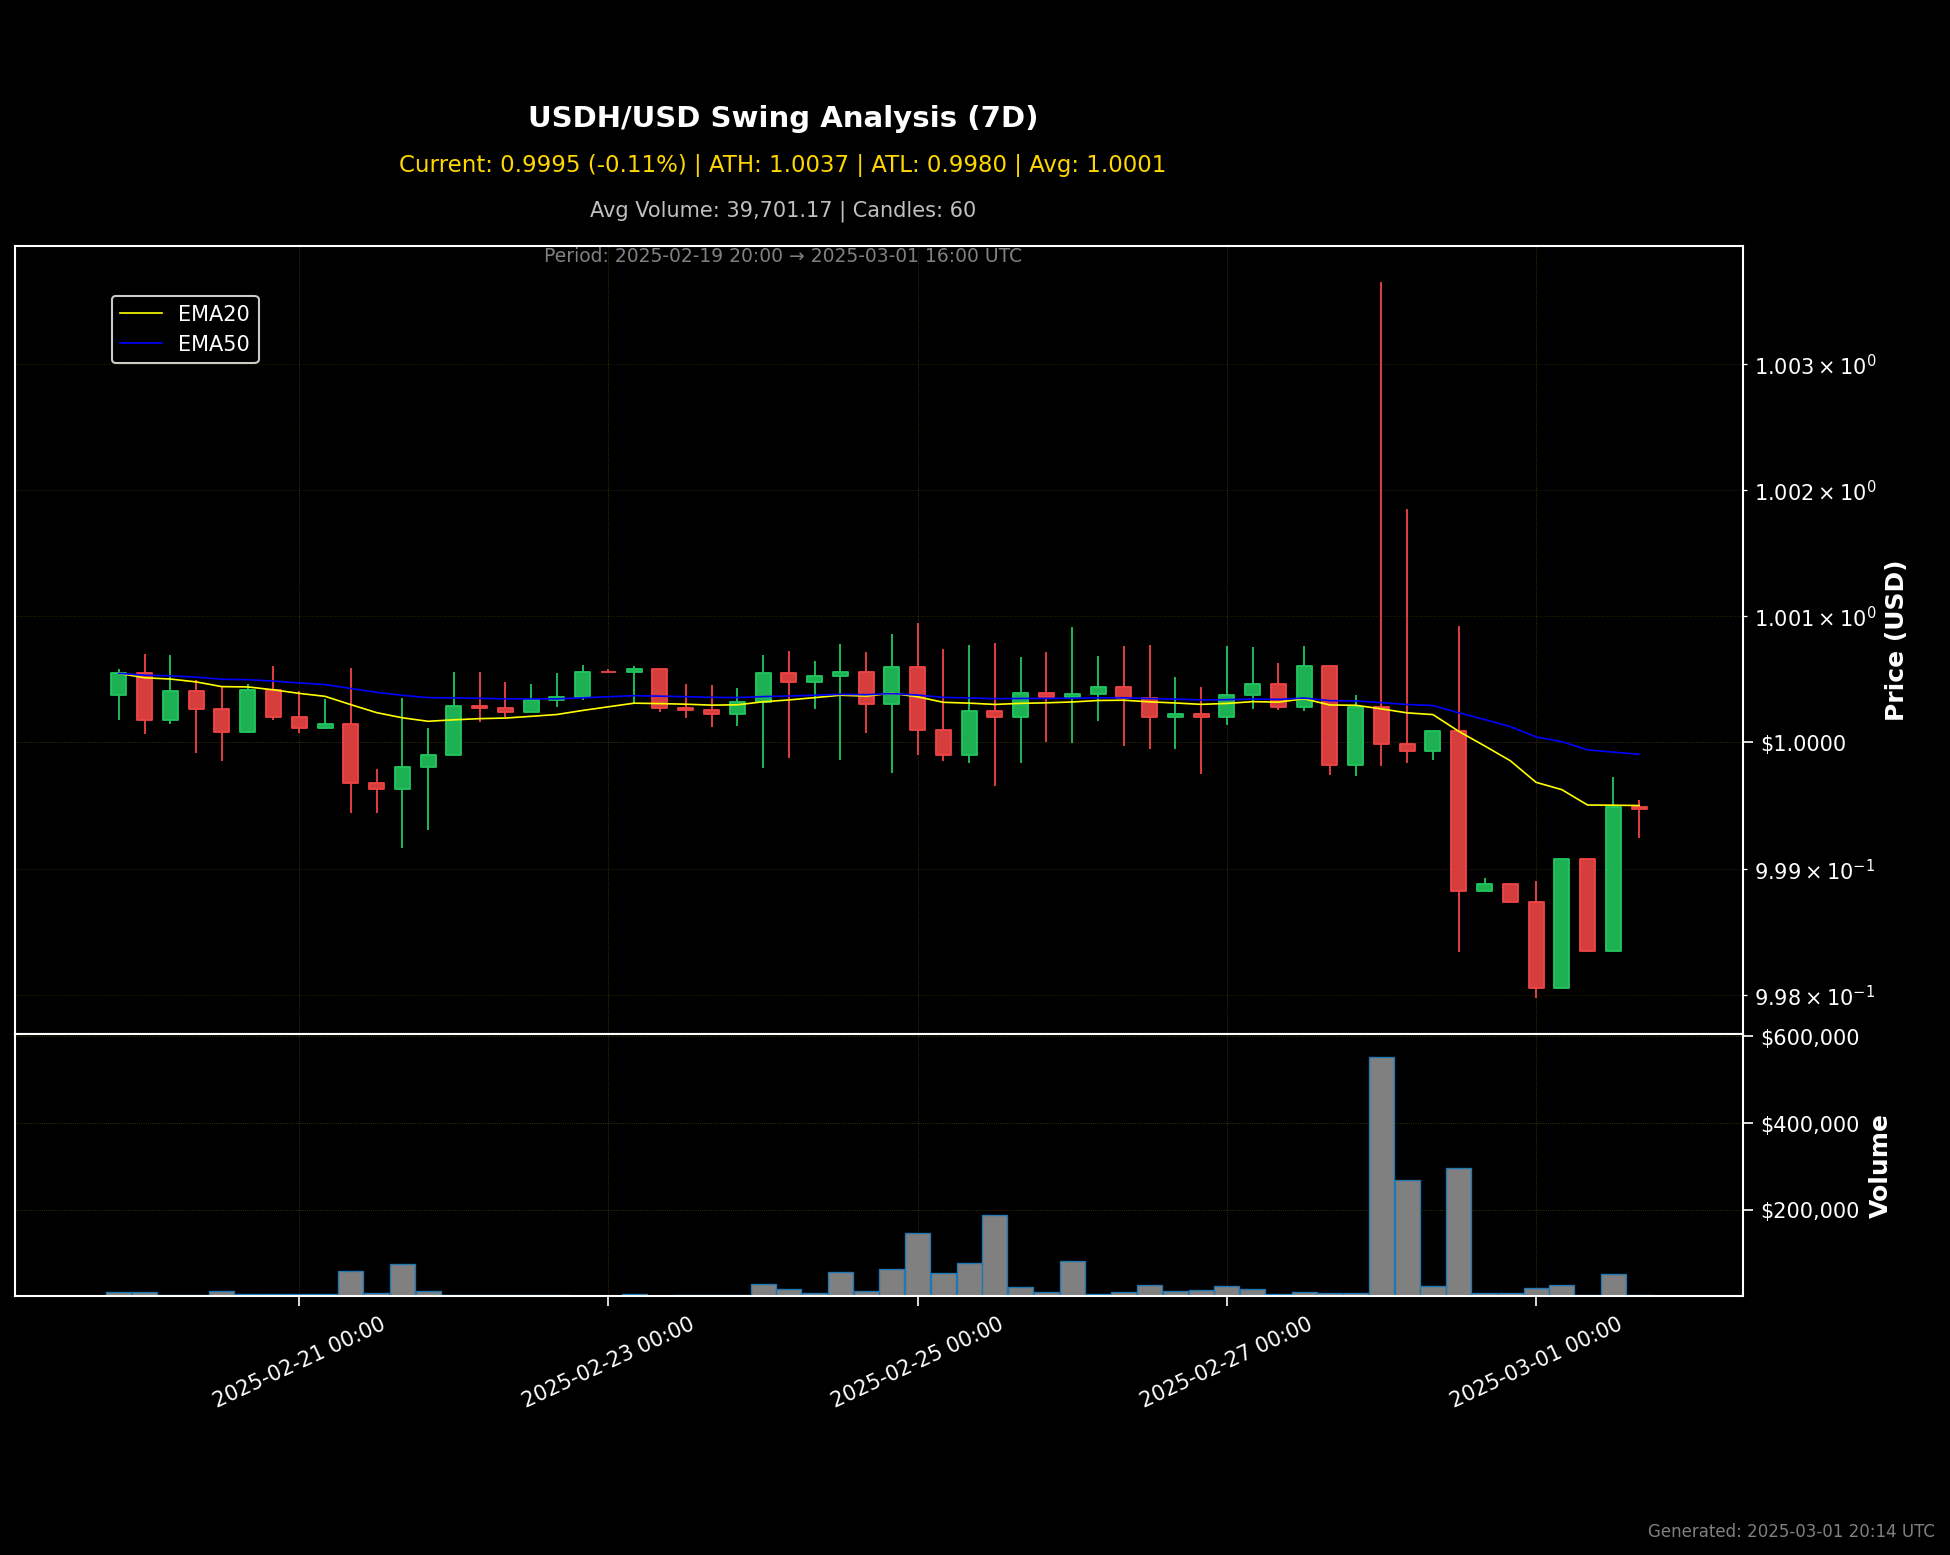 USDH/USD Swing Analysis (7D)
Current: 0.9995 (-0.11%) | ATH: 1.0037 | ATL: 0.9980 | Avg: 1.0001
Avg Volume: 39,701.17 | Candles: 60
Period: 2025-02-19 20:00 → 2025-03-01 16:00 UTC
EMA20
EMA50
1.003 × 10⁰
1.002 × 10⁰
1.001 × 10⁰
$1.0000
9.99 × 10⁻¹
9.98 × 10⁻¹
Price (USD)
$600,000
$400,000
$200,000
Volume
2025-02-21 00:00
2025-02-23 00:00
2025-02-25 00:00
2025-02-27 00:00
2025-03-01 00:00
Generated: 2025-03-01 20:14 UTC